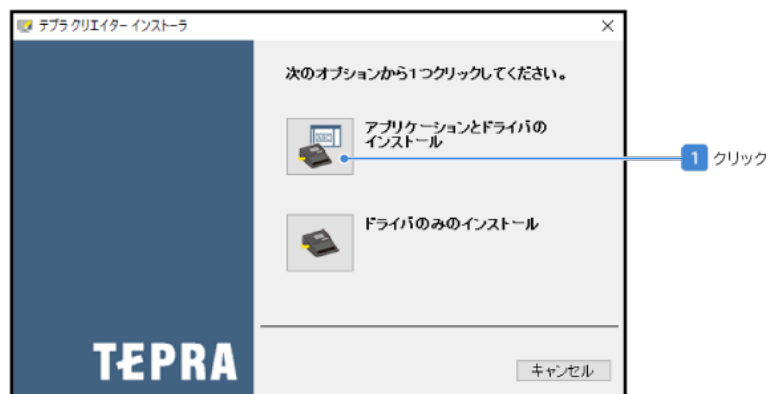 テプラ クリエイター インストーラ
次のオプションから1つクリックしてください。
アプリケーションとドライバの
インストール
1 クリック
ドライバのみのインストール
TEPRA
キャンセル